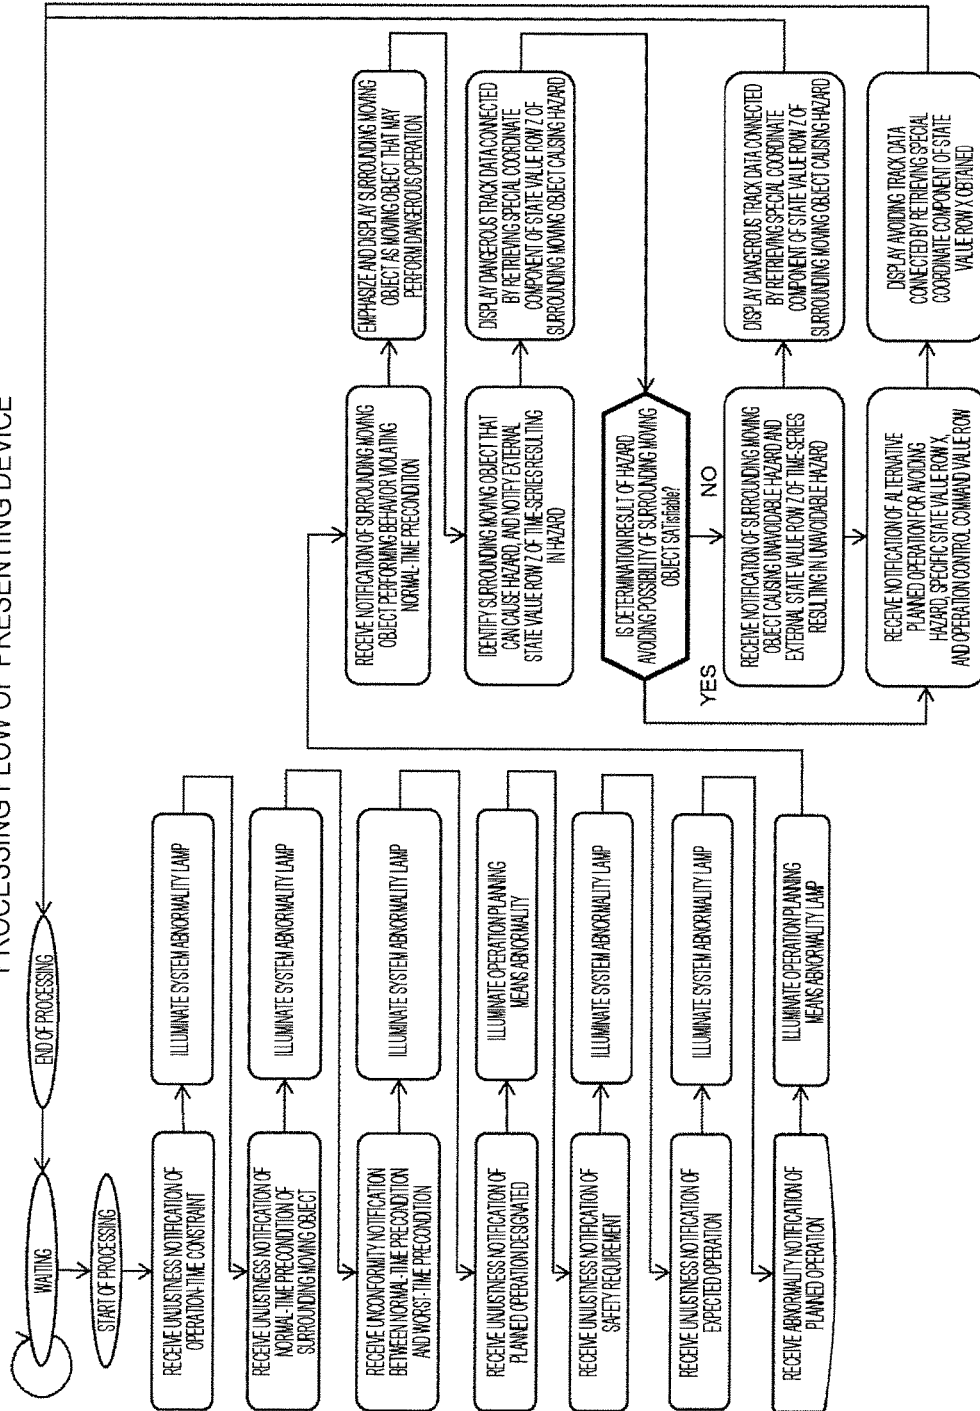 PROCESSING FLOW OF PRESENTING DEVICE
WAITING
END OF PROCESSING
START OF PROCESSING
RECEIVE UNJUSTNESS NOTIFICATION OF
OPERATION-TIME CONSTRAINT
ILLUMINATE SYSTEM ABNORMALITY LAMP
RECEIVE UNJUSTNESS NOTIFICATION OF
NORMAL-TIME PRECONDITION OF
SURROUNDING MOVING OBJECT
ILLUMINATE SYSTEM ABNORMALITY LAMP
RECEIVE UNCONFORMITY NOTIFICATION
BETWEEN NORMAL-TIME PRECONDITION
AND WORST-TIME PRECONDITION
ILLUMINATE SYSTEM ABNORMALITY LAMP
RECEIVE UNJUSTNESS NOTIFICATION OF
PLANNED OPERATION DESIGNATED
ILLUMINATE OPERATION PLANNING
MEANS ABNORMALITY
RECEIVE UNJUSTNESS NOTIFICATION OF
SAFETY REQUIREMENT
ILLUMINATE SYSTEM ABNORMALITY LAMP
RECEIVE UNJUSTNESS NOTIFICATION OF
EXPECTED OPERATION
ILLUMINATE SYSTEM ABNORMALITY LAMP
RECEIVE ABNORMALITY NOTIFICATION OF
PLANNED OPERATION
ILLUMINATE OPERATION PLANNING
MEANS ABNORMALITY LAMP
RECEIVE NOTIFICATION OF SURROUNDING MOVING
OBJECT PERFORMING BEHAVIOR VIOLATING
NORMAL-TIME PRECONDITION
EMPHASIZE AND DISPLAY SURROUNDING MOVING
OBJECT AS MOVING OBJECT THAT MAY
PERFORM DANGEROUS OPERATION
IDENTIFY SURROUNDING MOVING OBJECT THAT
CAN CAUSE HAZARD, AND NOTIFY EXTERNAL
STATE VALUE ROW Z OF TIME-SERIES RESULTING
IN HAZARD
DISPLAY DANGEROUS TRACK DATA CONNECTED
BY RETRIEVING SPECIAL COORDINATE
COMPONENT OF STATE VALUE ROW Z OF
SURROUNDING MOVING OBJECT CAUSING HAZARD
IS DETERMINATION RESULT OF HAZARD
AVOIDING POSSIBILITY OF SURROUNDING MOVING
OBJECT SATisfiable?
YES
NO
RECEIVE NOTIFICATION OF SURROUNDING MOVING
OBJECT CAUSING UNAVOIDABLE HAZARD AND
EXTERNAL STATE VALUE ROW Z OF TIME-SERIES
RESULTING IN UNAVOIDABLE HAZARD
DISPLAY DANGEROUS TRACK DATA CONNECTED
BY RETRIEVING SPECIAL COORDINATE
COMPONENT OF STATE VALUE ROW Z OF
SURROUNDING MOVING OBJECT CAUSING HAZARD
RECEIVE NOTIFICATION OF ALTERNATIVE
PLANNED OPERATION FOR AVOIDING
HAZARD, SPECIFIC STATE VALUE ROW X,
AND OPERATION CONTROL COMMAND VALUE ROW
DISPLAY AVOIDING TRACK DATA
CONNECTED BY RETRIEVING SPECIAL
COORDINATE COMPONENT OF STATE
VALUE ROW X OBTAINED